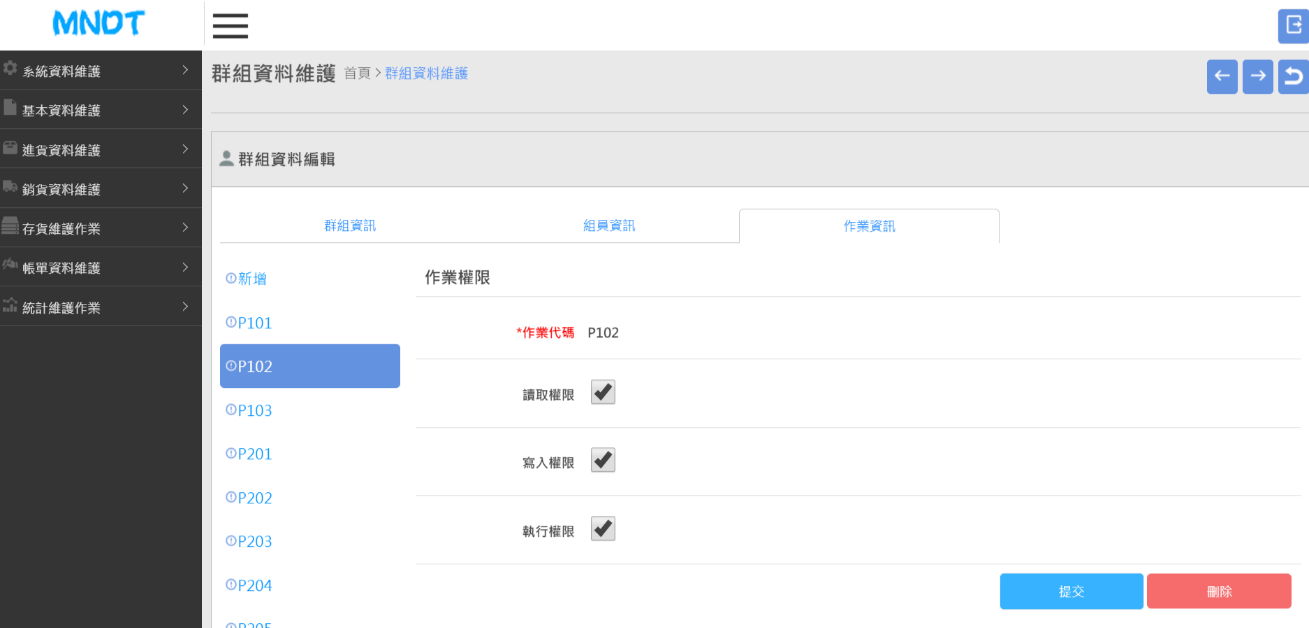 MNDT
系統資料維護
基本資料維護
進貨資料維護
銷貨資料維護
存貨維護作業
帳單資料維護
統計維護作業
群組資料維護 首頁 > 群組資料維護
群組資料編輯
群組資訊 組員資訊 作業資訊
新增
P101
P102
P103
P201
P202
P203
P204
P205
作業權限
*作業代碼 P102
讀取權限
寫入權限
執行權限
提交 刪除